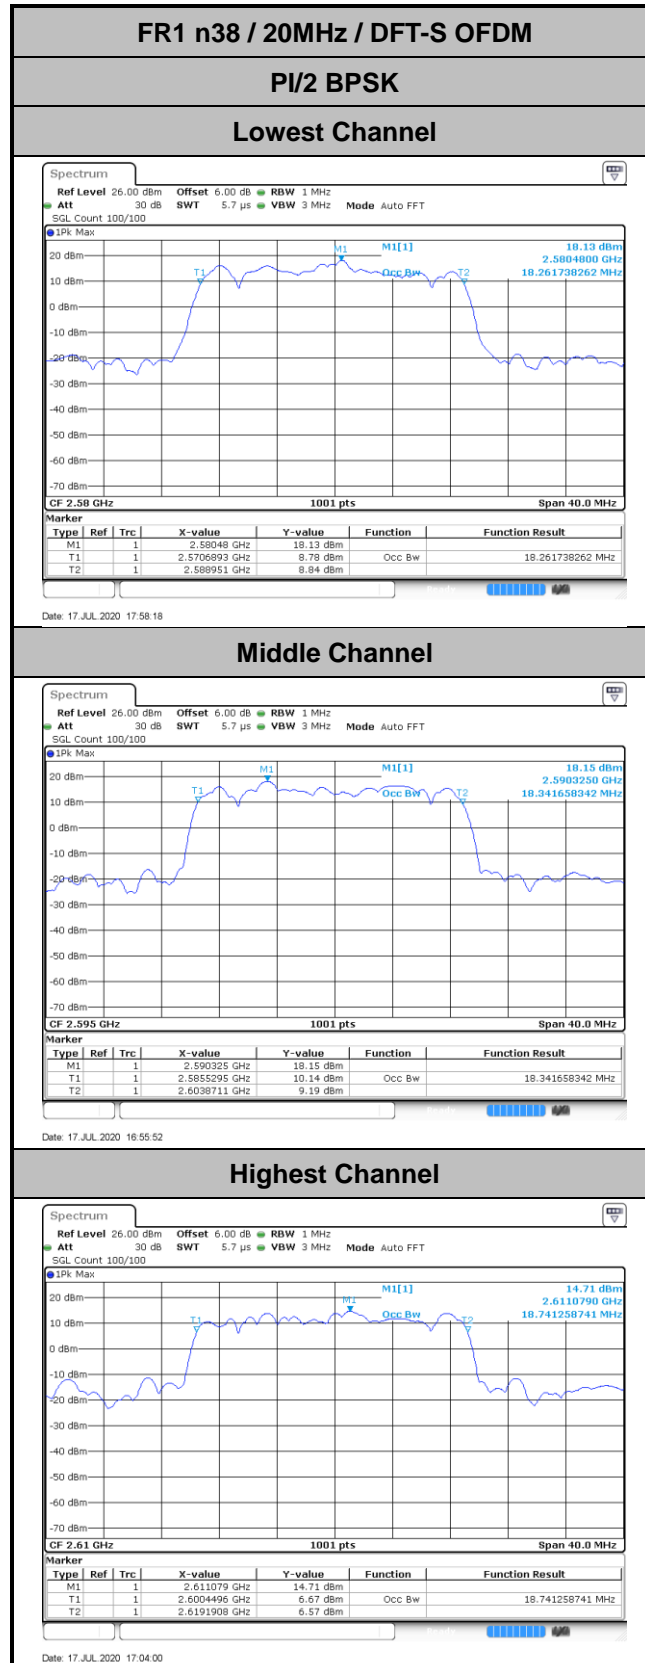 FR1 n38 / 20MHz / DFT-S OFDM
PI/2 BPSK
Lowest Channel
Spectrum
Ref Level 26.00 dBm Offset 6.00 dB RBW 1 MHz
Att 30 dB SWT 5.7 µs VBW 3 MHz Mode Auto FFT
SGL Count 100/100
1Pk Max
M1[1] 18.13 dBm
2.5804800 GHz
Occ Bw 18.261738262 MHz
M1
T1
T2
20 dBm
10 dBm
0 dBm
-10 dBm
-20 dBm
-30 dBm
-40 dBm
-50 dBm
-60 dBm
-70 dBm
CF 2.58 GHz 1001 pts Span 40.0 MHz
Marker
Type Ref Trc X-value Y-value Function Function Result
M1 1 2.58048 GHz 18.13 dBm
T1 1 2.5706893 GHz 8.78 dBm Occ Bw 18.261738262 MHz
T2 1 2.588951 GHz 8.84 dBm
Date: 17.JUL.2020 17:58:18
Middle Channel
Spectrum
Ref Level 26.00 dBm Offset 6.00 dB RBW 1 MHz
Att 30 dB SWT 5.7 µs VBW 3 MHz Mode Auto FFT
SGL Count 100/100
1Pk Max
M1[1] 18.15 dBm
2.5903250 GHz
Occ Bw 18.341658342 MHz
M1
T1
T2
20 dBm
10 dBm
0 dBm
-10 dBm
-20 dBm
-30 dBm
-40 dBm
-50 dBm
-60 dBm
-70 dBm
CF 2.595 GHz 1001 pts Span 40.0 MHz
Marker
Type Ref Trc X-value Y-value Function Function Result
M1 1 2.590325 GHz 18.15 dBm
T1 1 2.5855295 GHz 10.14 dBm Occ Bw 18.341658342 MHz
T2 1 2.6038711 GHz 9.19 dBm
Date: 17.JUL.2020 16:55:52
Highest Channel
Spectrum
Ref Level 26.00 dBm Offset 6.00 dB RBW 1 MHz
Att 30 dB SWT 5.7 µs VBW 3 MHz Mode Auto FFT
SGL Count 100/100
1Pk Max
M1[1] 14.71 dBm
2.6110790 GHz
Occ Bw 18.741258741 MHz
M1
T1
T2
20 dBm
10 dBm
0 dBm
-10 dBm
-20 dBm
-30 dBm
-40 dBm
-50 dBm
-60 dBm
-70 dBm
CF 2.61 GHz 1001 pts Span 40.0 MHz
Marker
Type Ref Trc X-value Y-value Function Function Result
M1 1 2.611079 GHz 14.71 dBm
T1 1 2.6004496 GHz 6.67 dBm Occ Bw 18.741258741 MHz
T2 1 2.6191908 GHz 6.57 dBm
Date: 17.JUL.2020 17:04:00